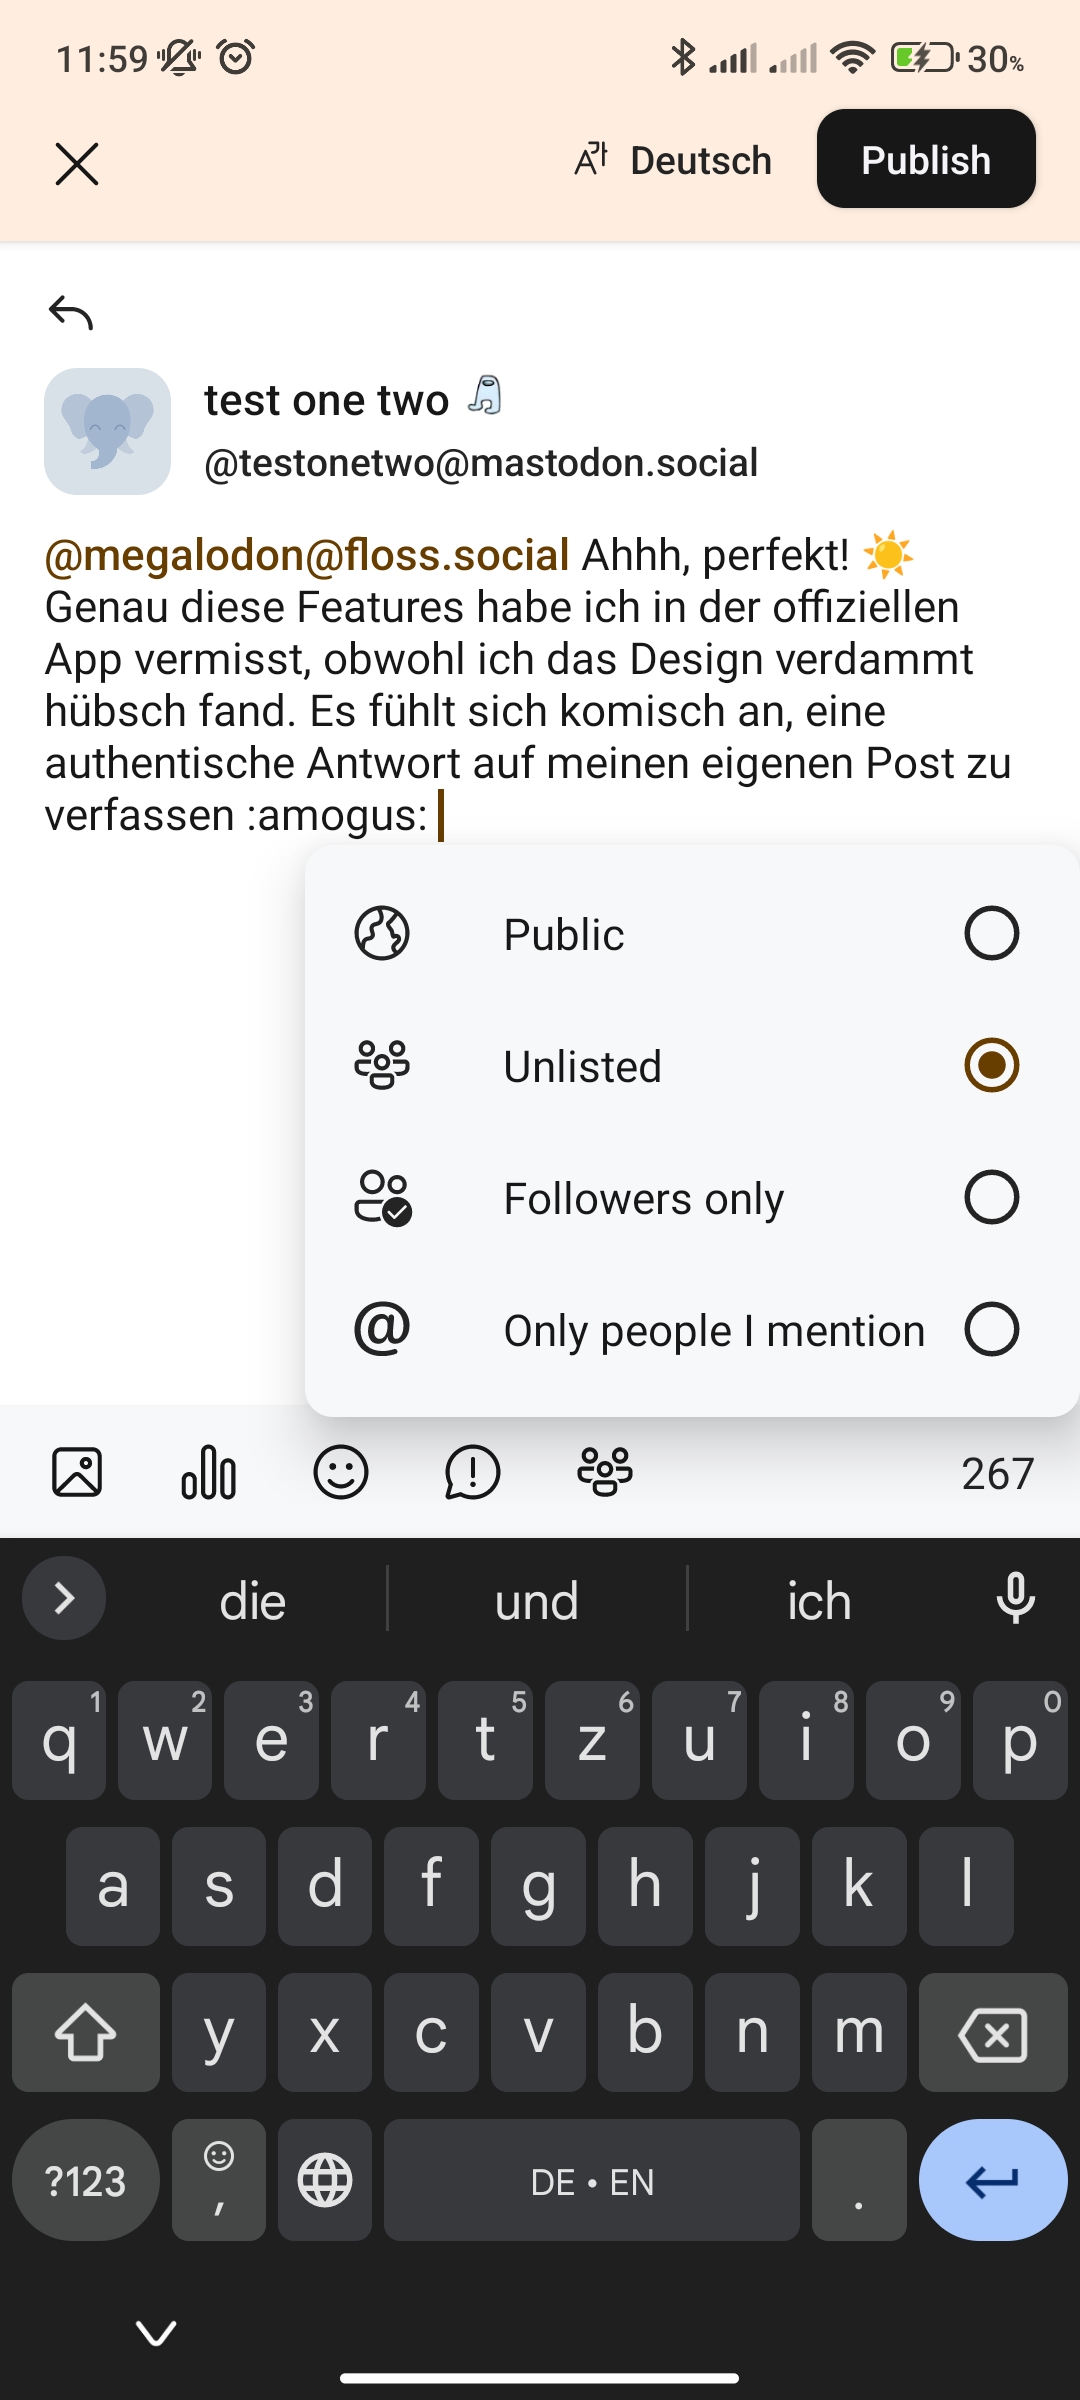 11:59 30%
Deutsch Publish
test one two
@testonetwo@mastodon.social
@megalodon@floss.social Ahhh, perfekt! ☀️
Genau diese Features habe ich in der offiziellen
App vermisst, obwohl ich das Design verdammt
hübsch fand. Es fühlt sich komisch an, eine
authentische Antwort auf meinen eigenen Post zu
verfassen :amogus:
Public
Unlisted
Followers only
@ Only people I mention
267
die und ich
q1 w2 e3 r4 t5 z6 u7 i8 o9 p0
a s d f g h j k l
y x c v b n m
?123 , DE • EN .